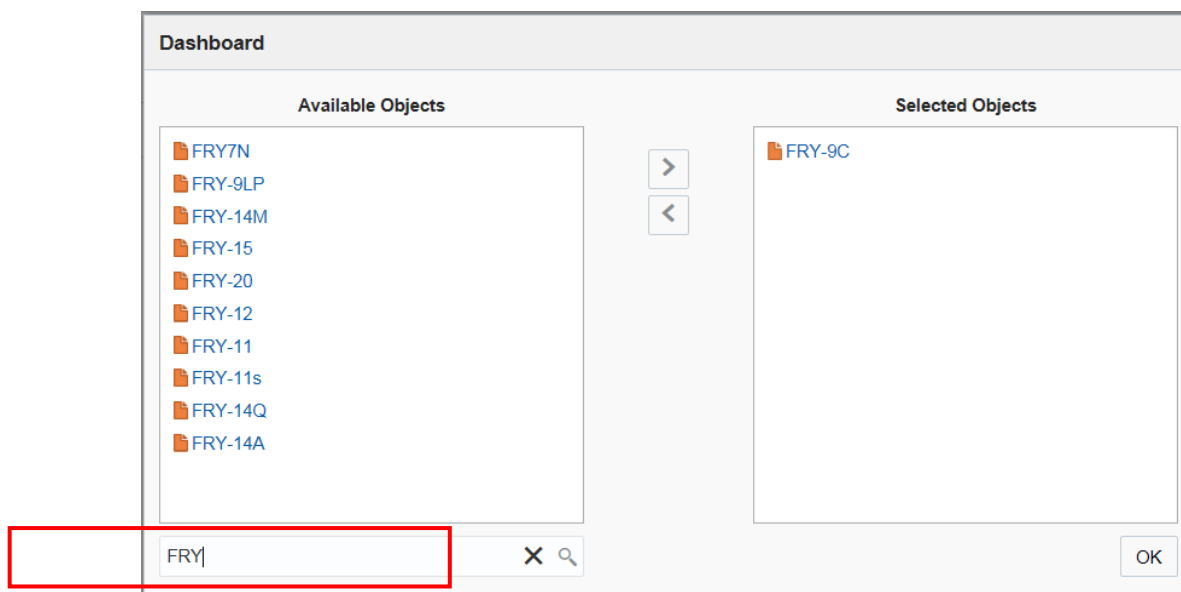 Dashboard
Available Objects
FRY7N
FRY-9LP
FRY-14M
FRY-15
FRY-20
FRY-12
FRY-11
FRY-11s
FRY-14Q
FRY-14A
FRY
Selected Objects
FRY-9C
OK